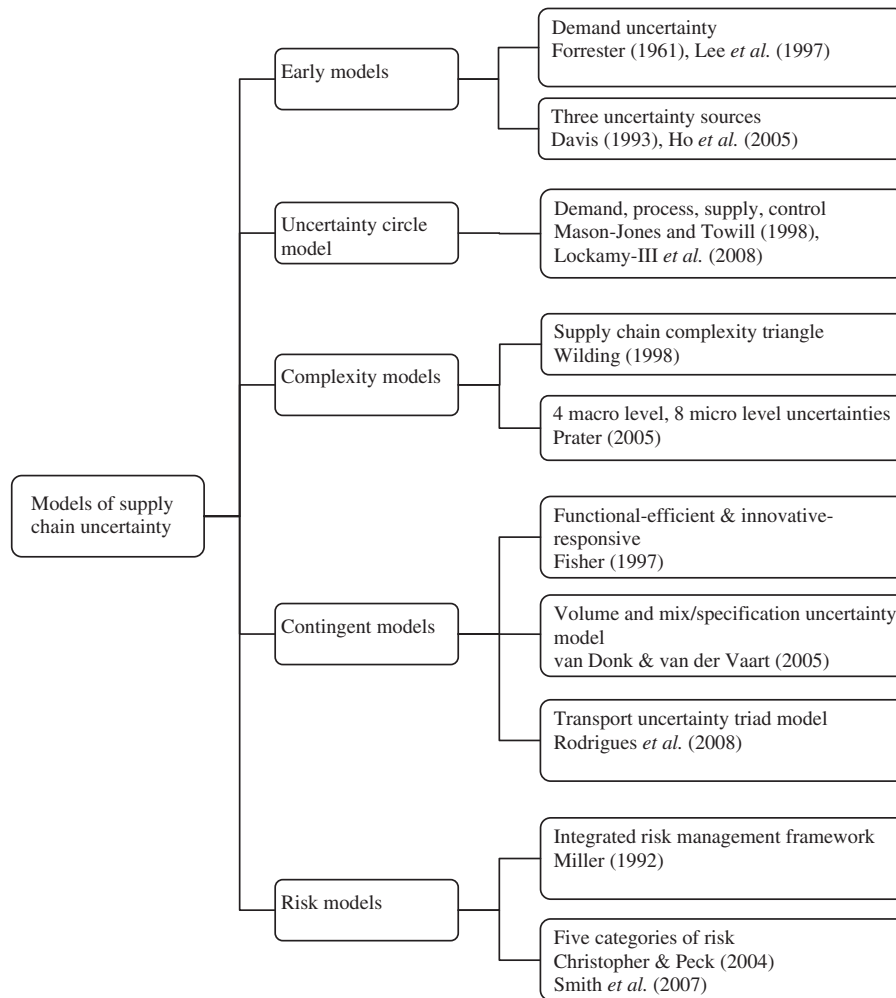 Models of supply
chain uncertainty
Early models
Demand uncertainty
Forrester (1961), Lee et al. (1997)
Three uncertainty sources
Davis (1993), Ho et al. (2005)
Uncertainty circle
model
Demand, process, supply, control
Mason-Jones and Towill (1998),
Lockamy-III et al. (2008)
Complexity models
Supply chain complexity triangle
Wilding (1998)
4 macro level, 8 micro level uncertainties
Prater (2005)
Contingent models
Functional-efficient & innovative-
responsive
Fisher (1997)
Volume and mix/specification uncertainty
model
van Donk & van der Vaart (2005)
Transport uncertainty triad model
Rodrigues et al. (2008)
Risk models
Integrated risk management framework
Miller (1992)
Five categories of risk
Christopher & Peck (2004)
Smith et al. (2007)